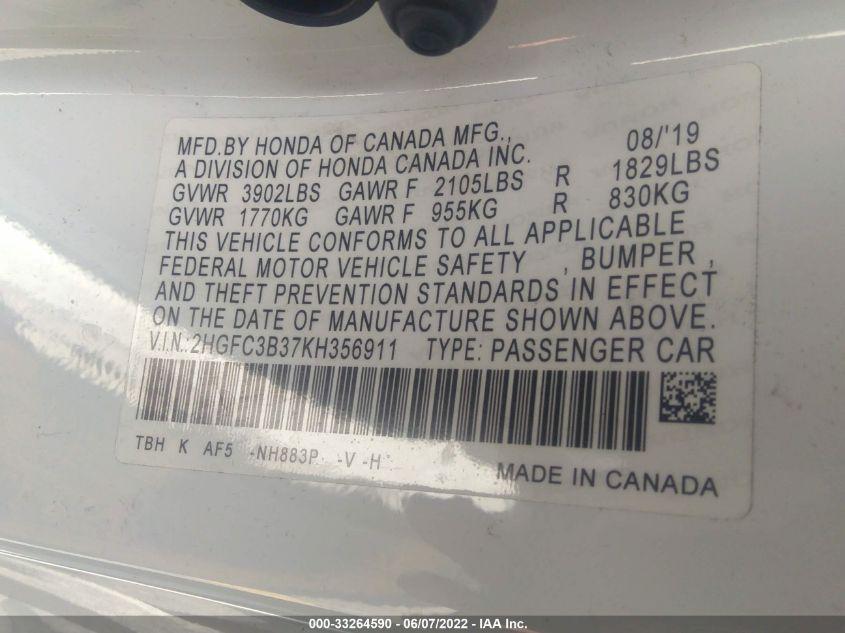 MFD.BY HONDA OF CANADA MFG., 08/'19
A DIVISION OF HONDA CANADA INC.
GVWR 3902LBS GAWR F 2105LBS R 1829LBS
GVWR 1770KG GAWR F 955KG R 830KG
THIS VEHICLE CONFORMS TO ALL APPLICABLE
FEDERAL MOTOR VEHICLE SAFETY , BUMPER ,
AND THEFT PREVENTION STANDARDS IN EFFECT
ON THE DATE OF MANUFACTURE SHOWN ABOVE.
V.I.N.:2HGFC3B37KH356911 TYPE: PASSENGER CAR
TBH K AF5 -NH883P -V -H
MADE IN CANADA
000-33264590 - 06/07/2022 - IAA Inc.